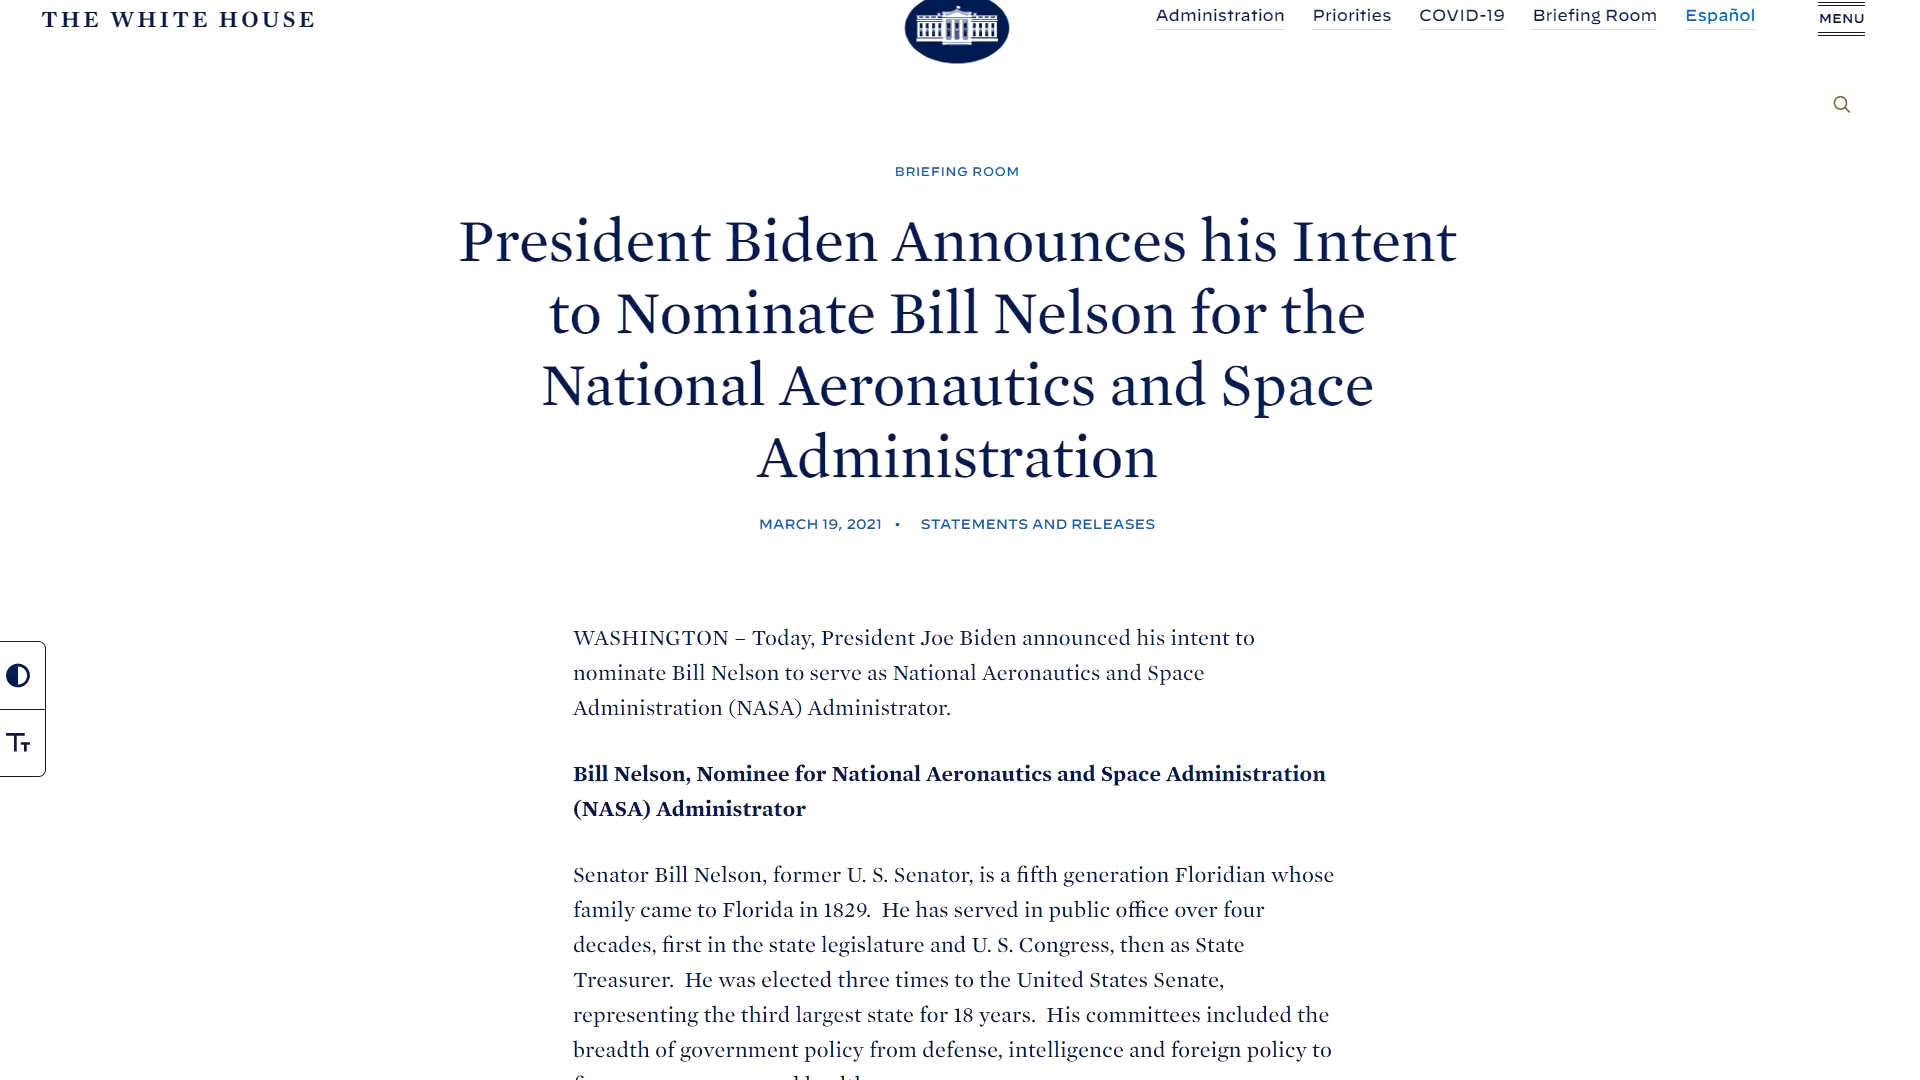 THE WHITE HOUSE
Administration Priorities COVID-19 Briefing Room Español MENU
BRIEFING ROOM
President Biden Announces his Intent
to Nominate Bill Nelson for the
National Aeronautics and Space
Administration
MARCH 19, 2021 • STATEMENTS AND RELEASES
WASHINGTON – Today, President Joe Biden announced his intent to
nominate Bill Nelson to serve as National Aeronautics and Space
Administration (NASA) Administrator.
Bill Nelson, Nominee for National Aeronautics and Space Administration
(NASA) Administrator
Senator Bill Nelson, former U. S. Senator, is a fifth generation Floridian whose
family came to Florida in 1829.  He has served in public office over four
decades, first in the state legislature and U. S. Congress, then as State
Treasurer.  He was elected three times to the United States Senate,
representing the third largest state for 18 years.  His committees included the
breadth of government policy from defense, intelligence and foreign policy to
Tт